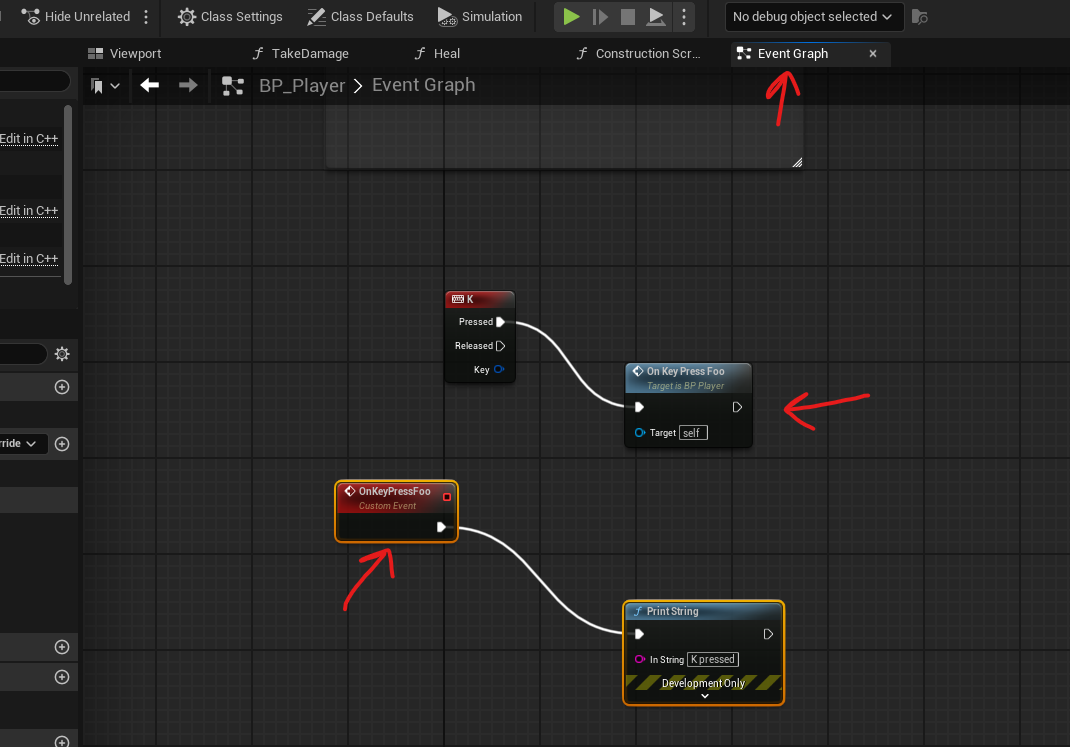 Hide Unrelated
Class Settings
Class Defaults
Simulation
No debug object selected
Viewport
TakeDamage
Heal
Construction Scr...
Event Graph
BP_Player
Event Graph
Edit in C++
Edit in C++
Edit in C++
K
Pressed
Released
Key
On Key Press Foo
Target is BP Player
Target self
OnKeyPressFoo
Custom Event
Print String
In String K pressed
Development Only